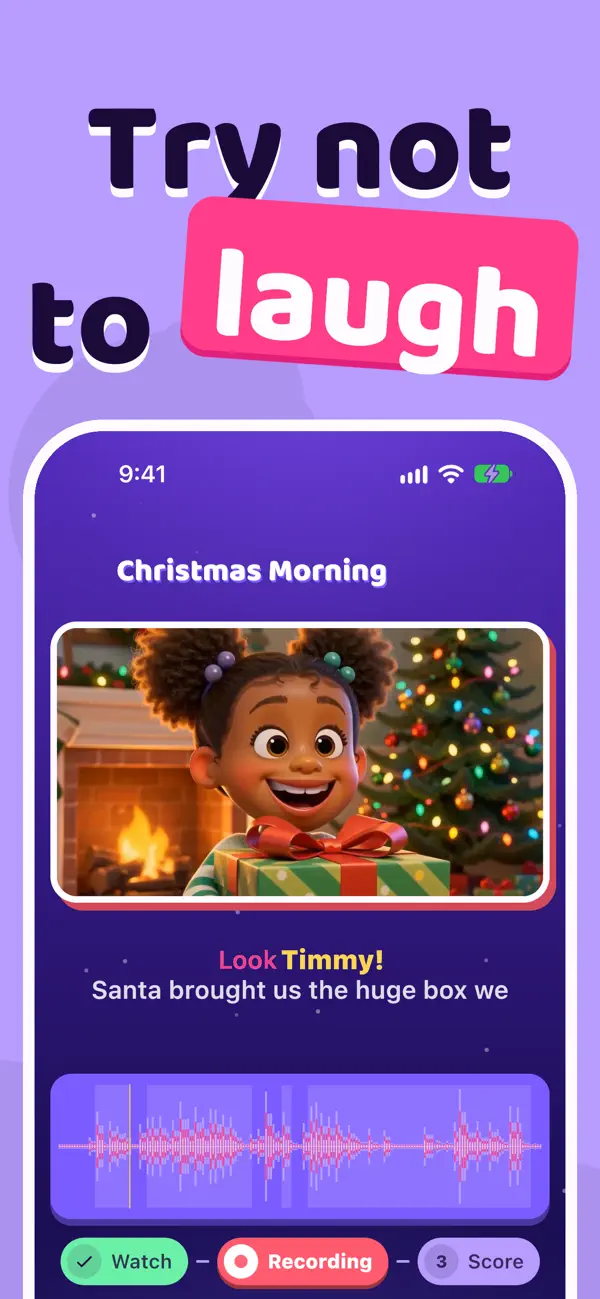 Try not
to laugh
9:41
Christmas Morning
Look Timmy!
Santa brought us the huge box we
Watch
Recording
3 Score